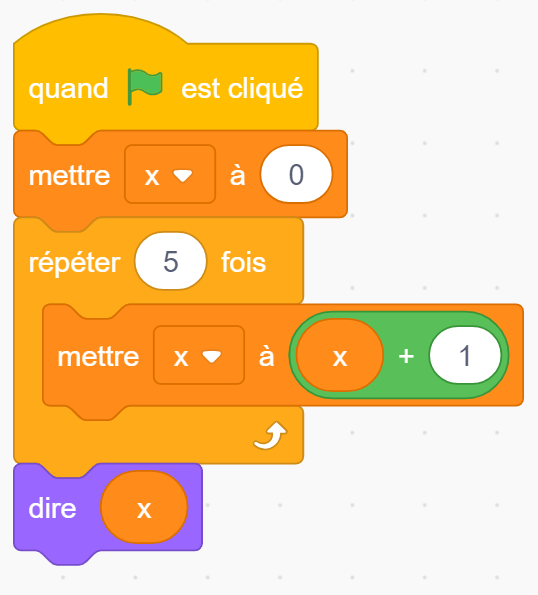 quand est cliqué
mettre x à 0
répéter 5 fois
mettre x à x + 1
dire x